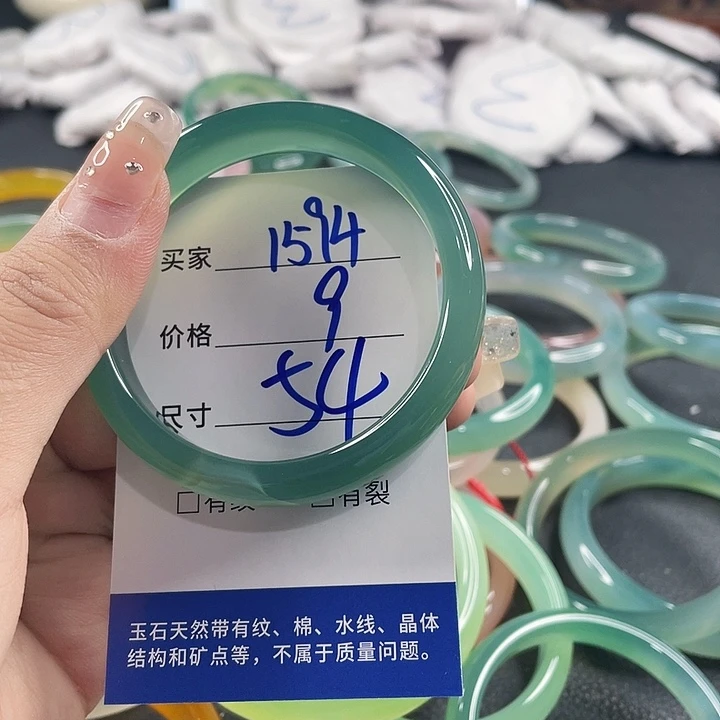 买家 1594
价格 9
尺寸 54
□有纹 □有裂
玉石天然带有纹、棉、水线、晶体
结构和矿点等，不属于质量问题。